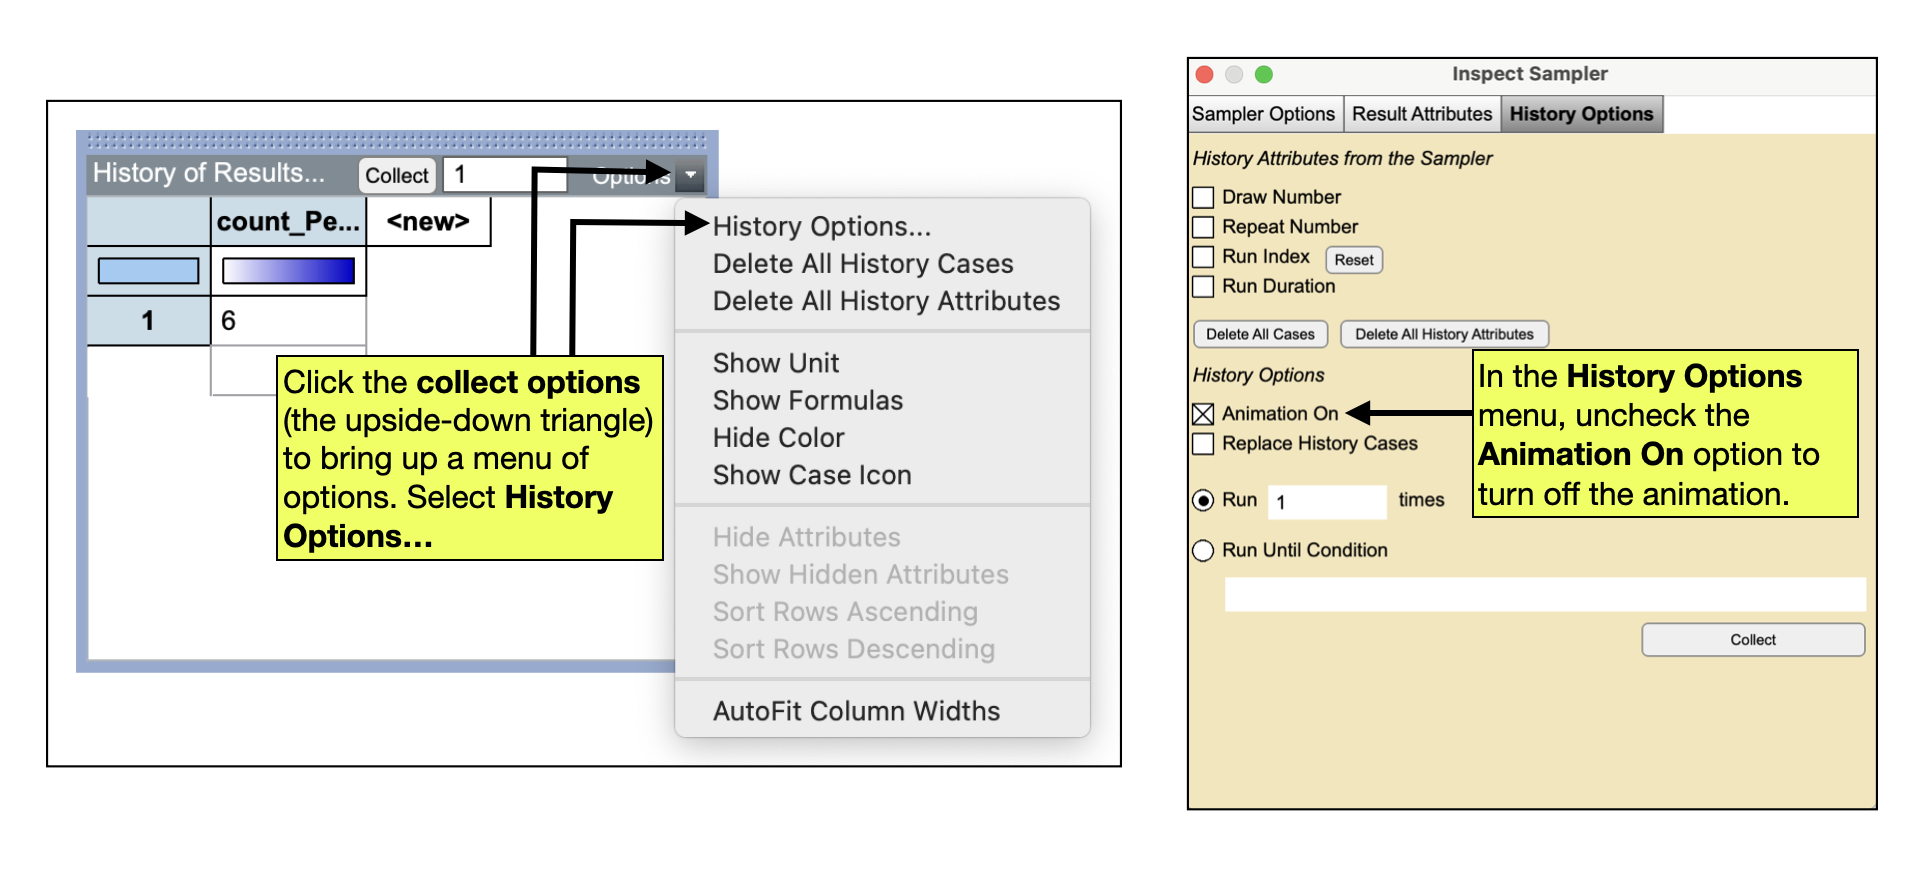 History of Results...
Collect
1
Options
count_Pe...
<new>
1
6
Click the collect options
(the upside-down triangle)
to bring up a menu of
options. Select History
Options...
History Options...
Delete All History Cases
Delete All History Attributes
Show Unit
Show Formulas
Hide Color
Show Case Icon
Hide Attributes
Show Hidden Attributes
Sort Rows Ascending
Sort Rows Descending
AutoFit Column Widths
Inspect Sampler
Sampler Options
Result Attributes
History Options
History Attributes from the Sampler
Draw Number
Repeat Number
Run Index
Reset
Run Duration
Delete All Cases
Delete All History Attributes
History Options
Animation On
Replace History Cases
In the History Options
menu, uncheck the
Animation On option to
turn off the animation.
Run 1 times
Run Until Condition
Collect